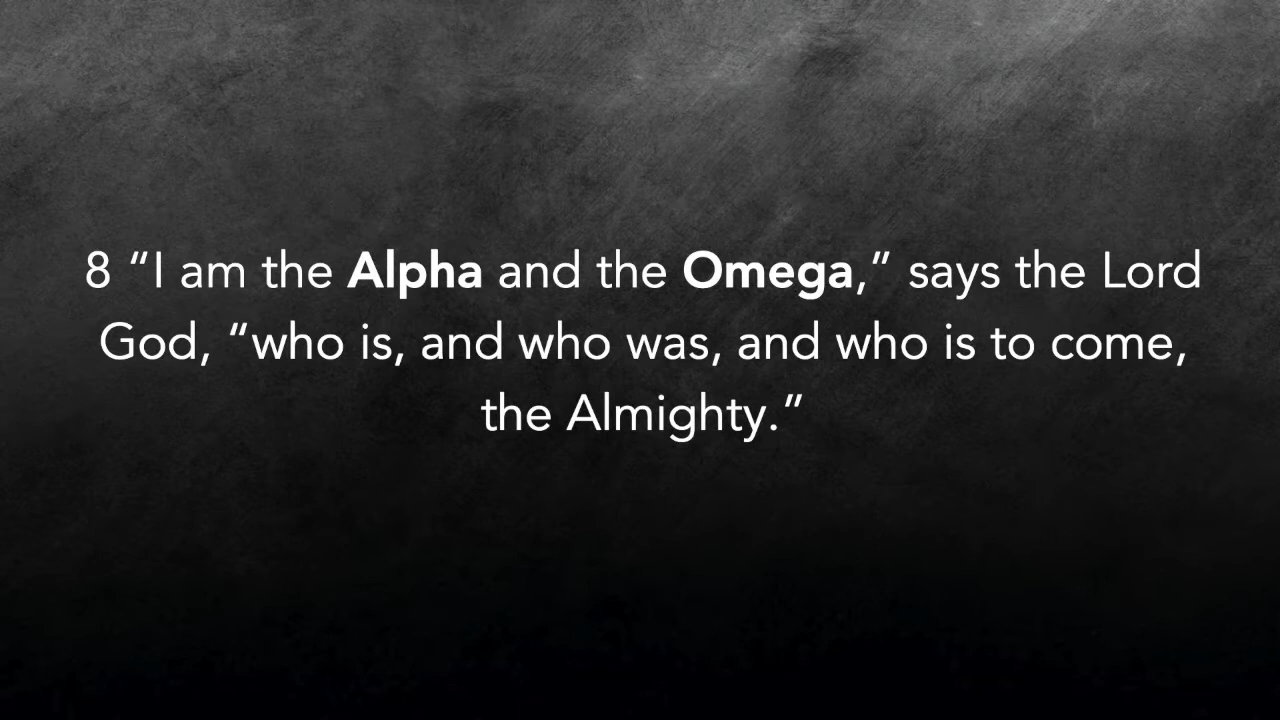 8 “I am the Alpha and the Omega,” says the Lord
God, “who is, and who was, and who is to come,
the Almighty.”